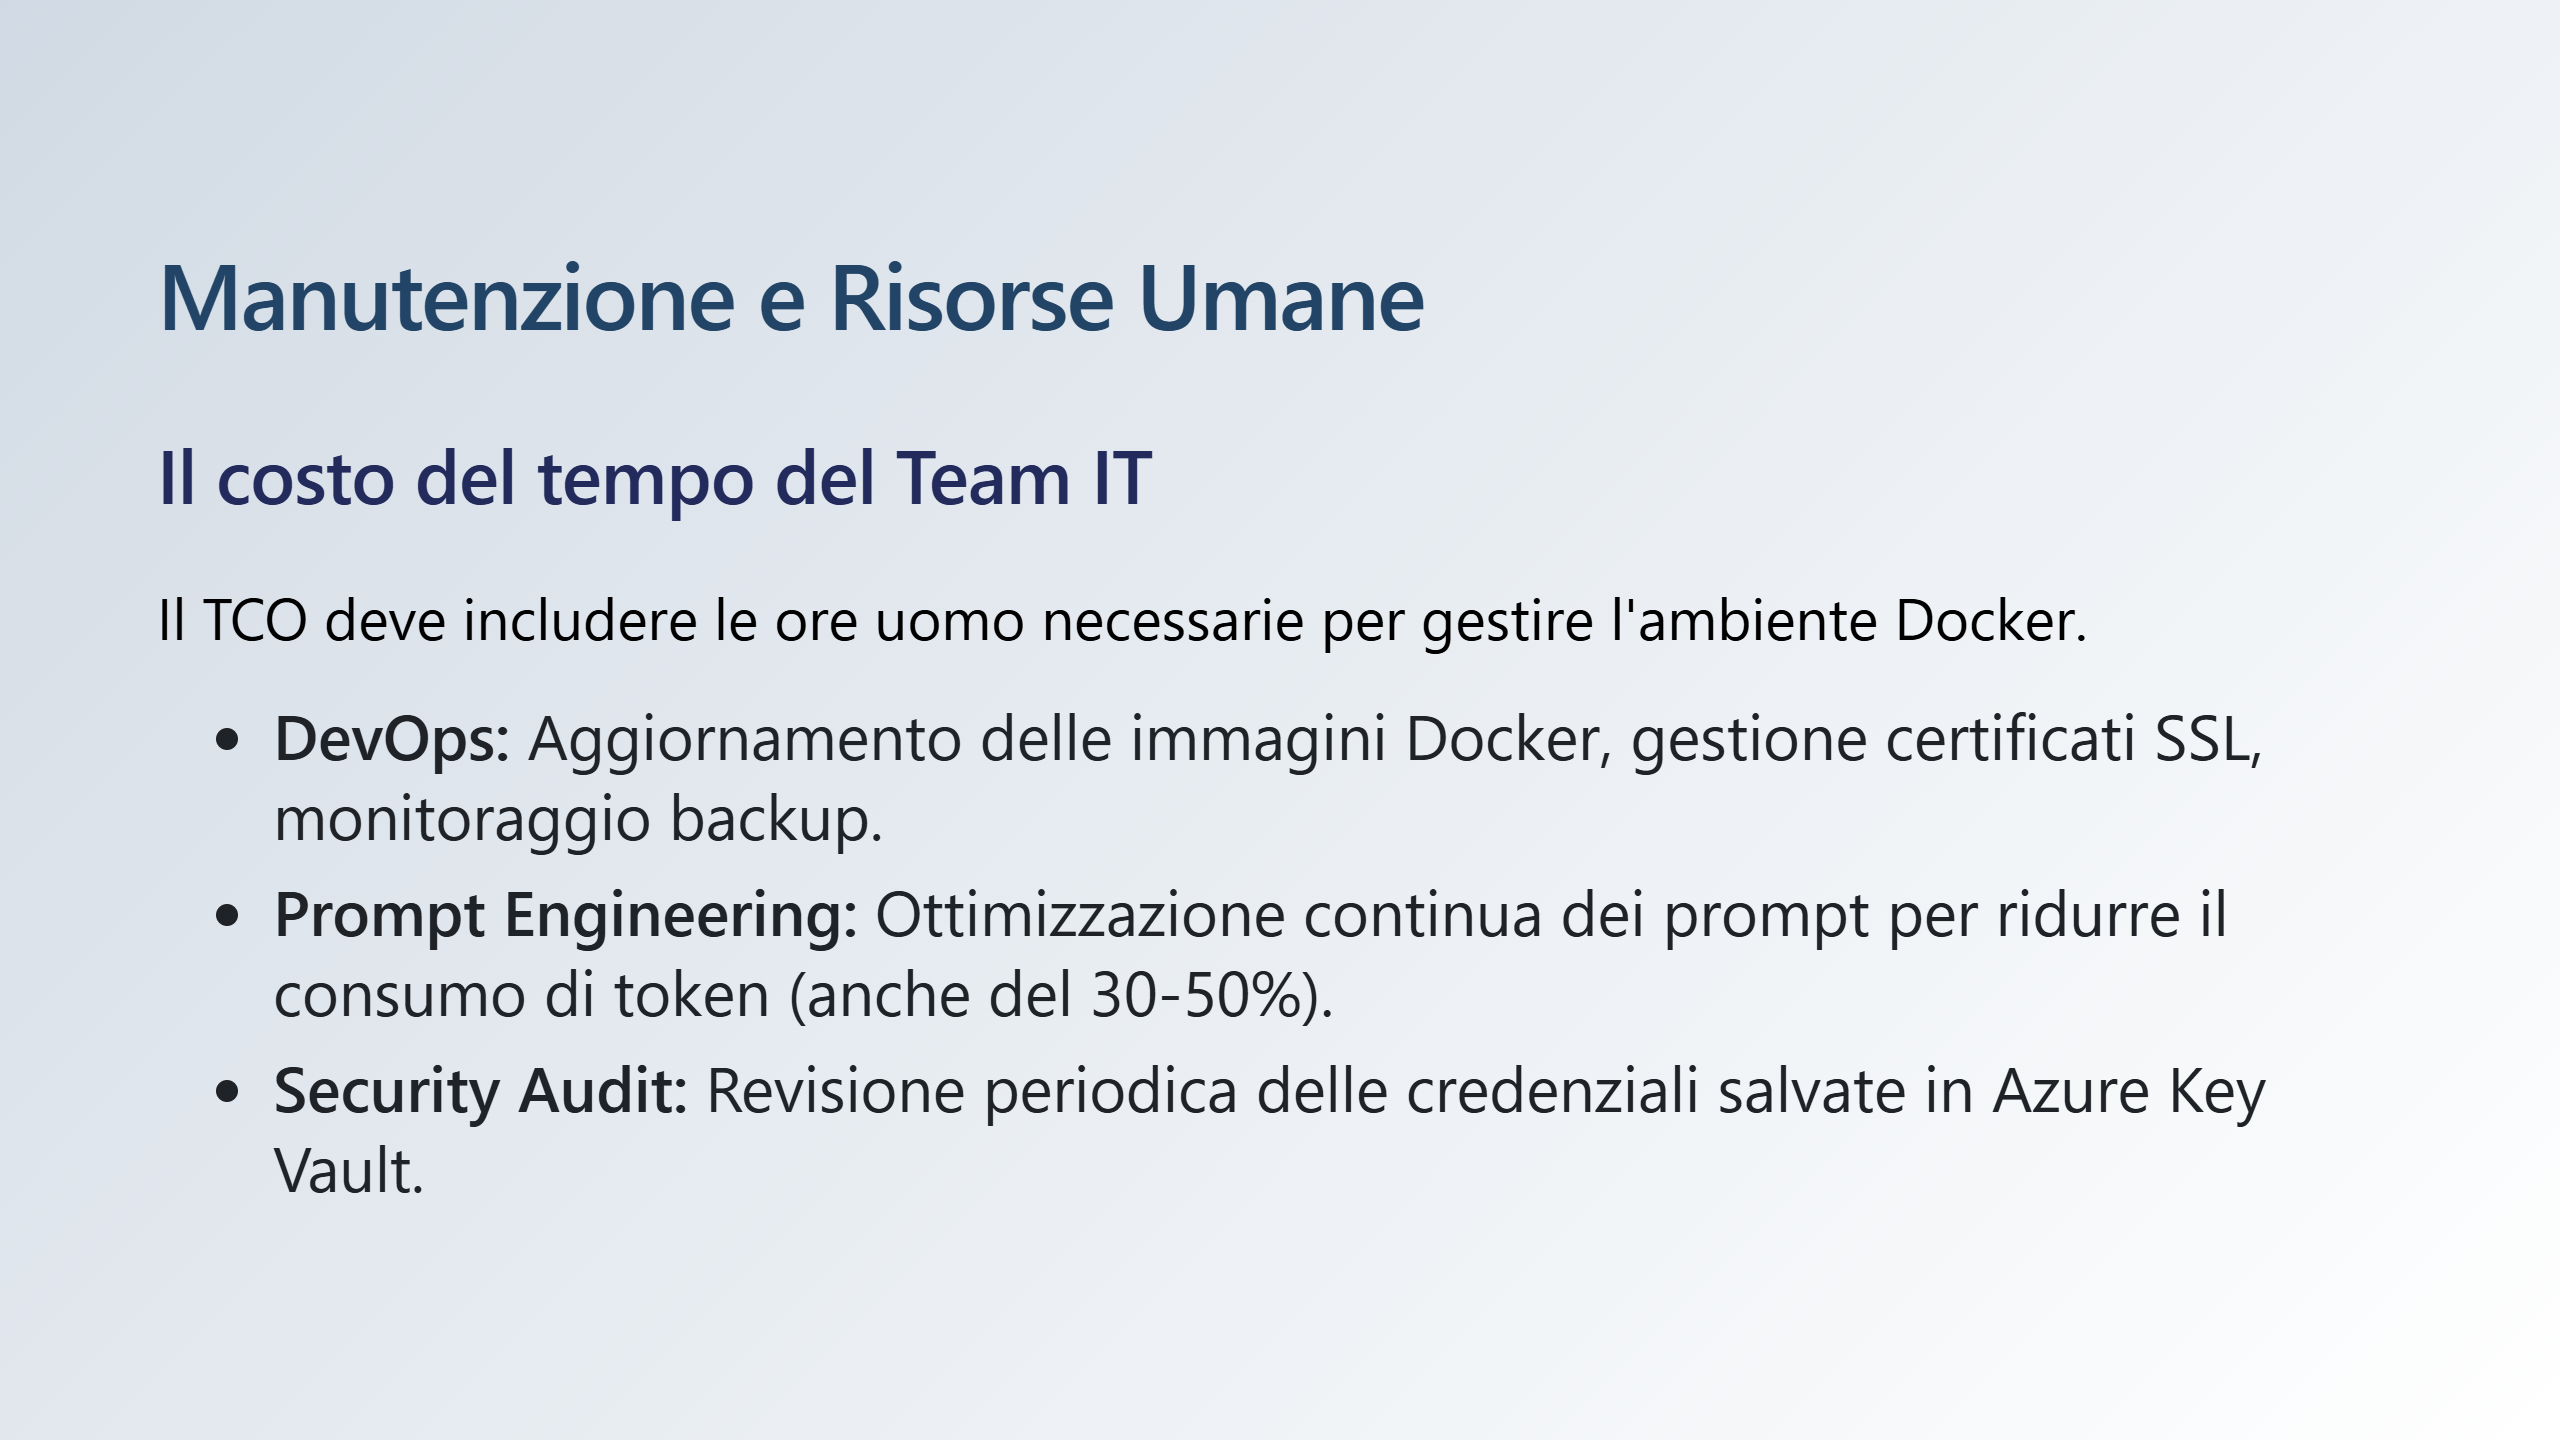 Manutenzione e Risorse Umane
Il costo del tempo del Team IT
Il TCO deve includere le ore uomo necessarie per gestire l'ambiente Docker.
• DevOps: Aggiornamento delle immagini Docker, gestione certificati SSL,
monitoraggio backup.
• Prompt Engineering: Ottimizzazione continua dei prompt per ridurre il
consumo di token (anche del 30-50%).
• Security Audit: Revisione periodica delle credenziali salvate in Azure Key
Vault.